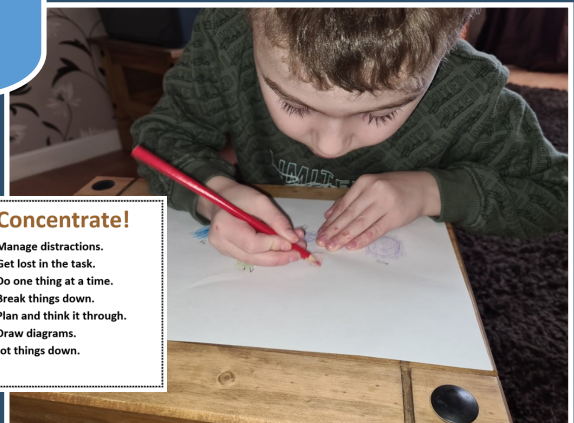 Concentrate!
Manage distractions.
Get lost in the task.
Do one thing at a time.
Break things down.
Plan and think it through.
Draw diagrams.
ot things down.